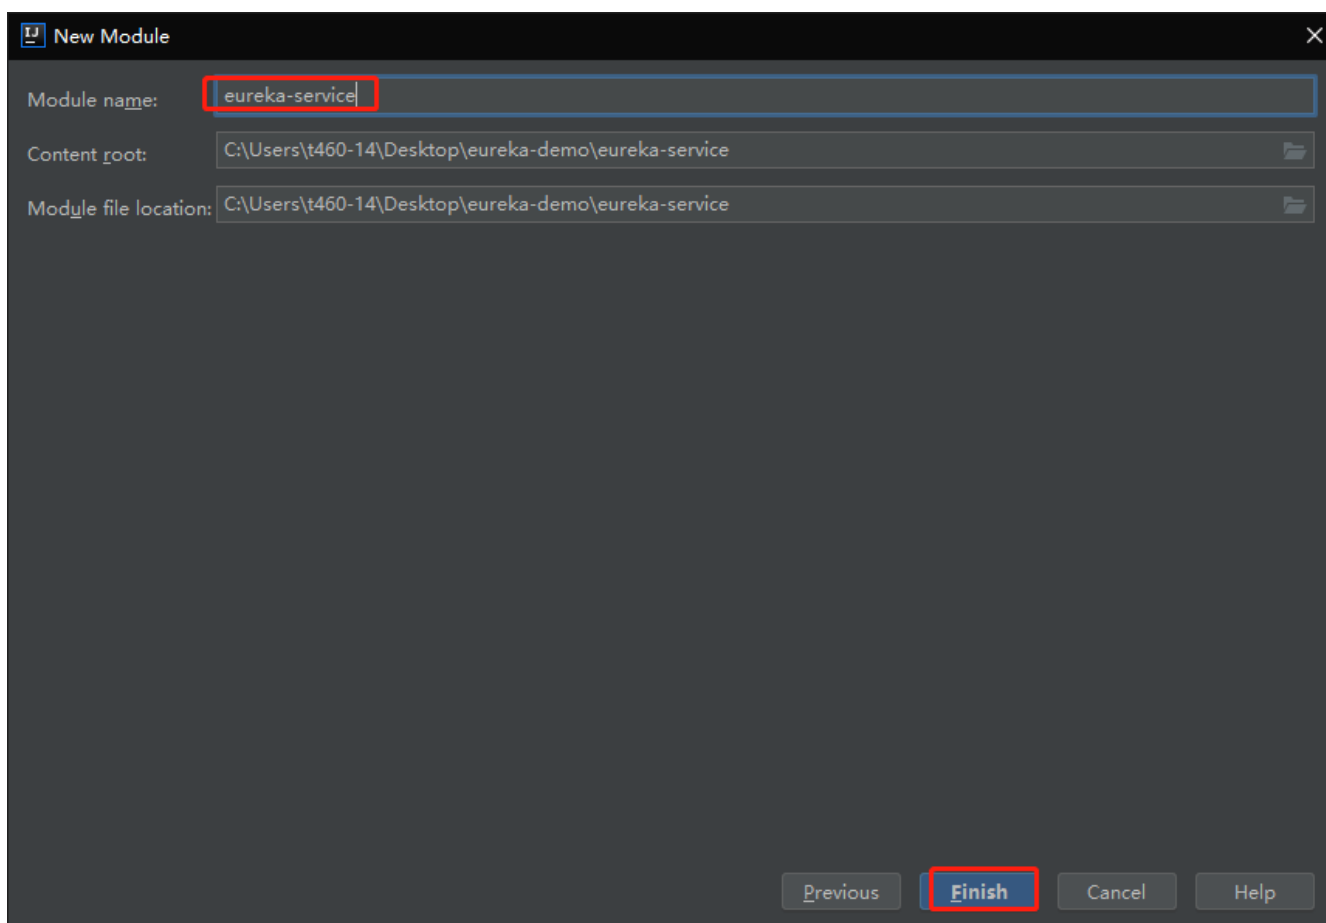 IJ New Module
Module name: eureka-service
Content root: C:\Users\t460-14\Desktop\eureka-demo\eureka-service
Module file location: C:\Users\t460-14\Desktop\eureka-demo\eureka-service
Previous Finish Cancel Help